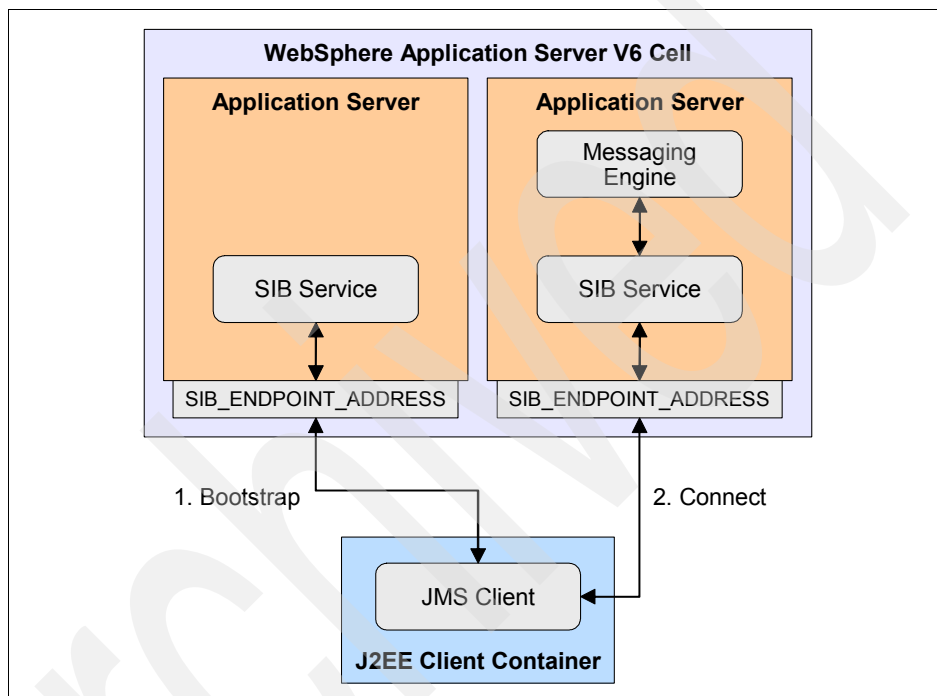 WebSphere Application Server V6 Cell
Application Server
Application Server
Messaging
Engine
SIB Service
SIB Service
SIB_ENDPOINT_ADDRESS
SIB_ENDPOINT_ADDRESS
1. Bootstrap
2. Connect
JMS Client
J2EE Client Container